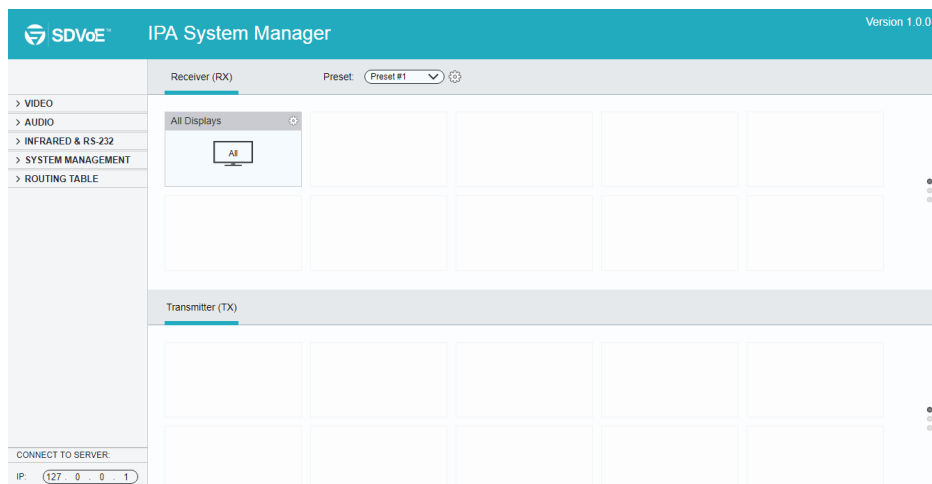 SDVoE™ IPA System Manager Version 1.0.0
Receiver (RX) Preset: Preset #1
> VIDEO
> AUDIO
> INFRARED & RS-232
> SYSTEM MANAGEMENT
> ROUTING TABLE
All Displays
All
Transmitter (TX)
CONNECT TO SERVER:
IP: 127 . 0 . 0 . 1